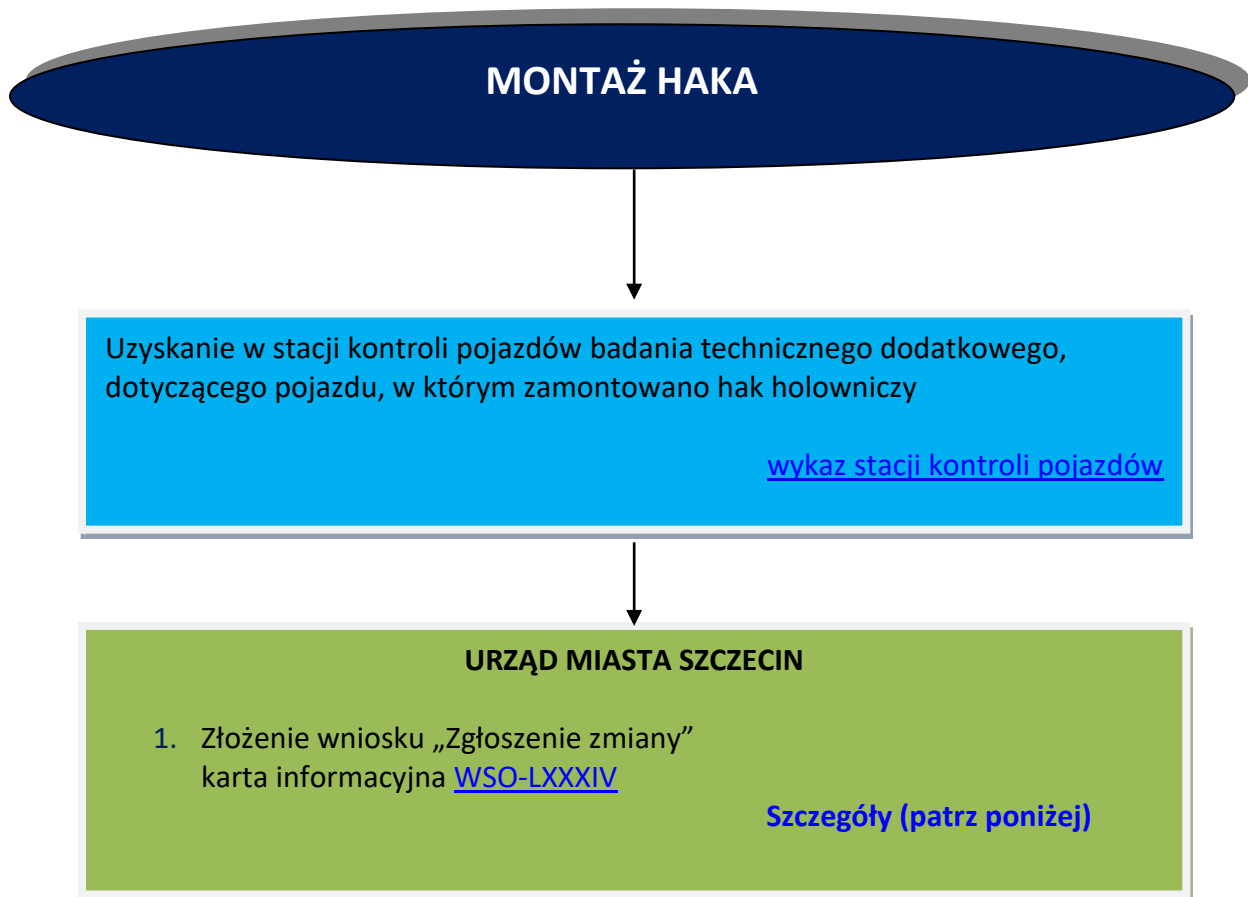 MONTAŻ HAKA
Uzyskanie w stacji kontroli pojazdów badania technicznego dodatkowego,
dotyczącego pojazdu, w którym zamontowano hak holowniczy
wykaz stacji kontroli pojazdów
URZĄD MIASTA SZCZECIN
1. Złożenie wniosku „Zgłoszenie zmiany”
karta informacyjna WSO-LXXXIV
Szczegóły (patrz poniżej)